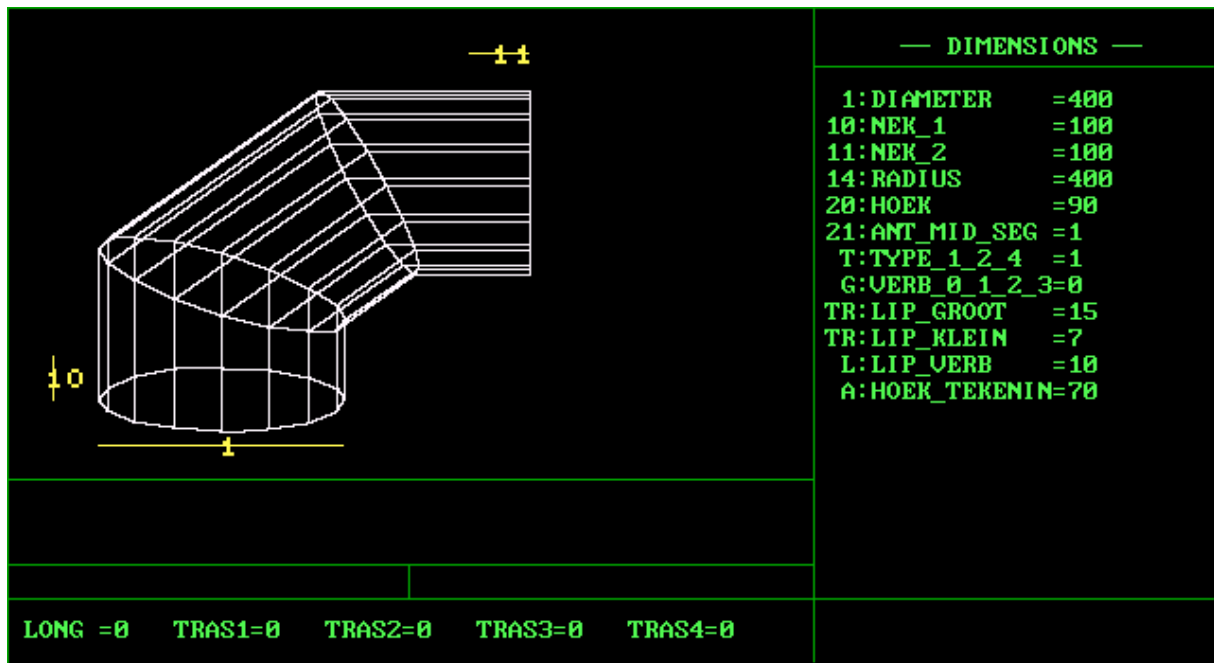 11
10
1
— DIMENSIONS —
1:DIAMETER =400
10:NEK_1 =100
11:NEK_2 =100
14:RADIUS =400
20:HOEK =90
21:ANT_MID_SEG =1
T:TYPE_1_2_4 =1
G:VERB_0_1_2_3=0
TR:LIP_GROOT =15
TR:LIP_KLEIN =7
L:LIP_VERB =10
A:HOEK_TEKENIN=70
LONG =0 TRAS1=0 TRAS2=0 TRAS3=0 TRAS4=0